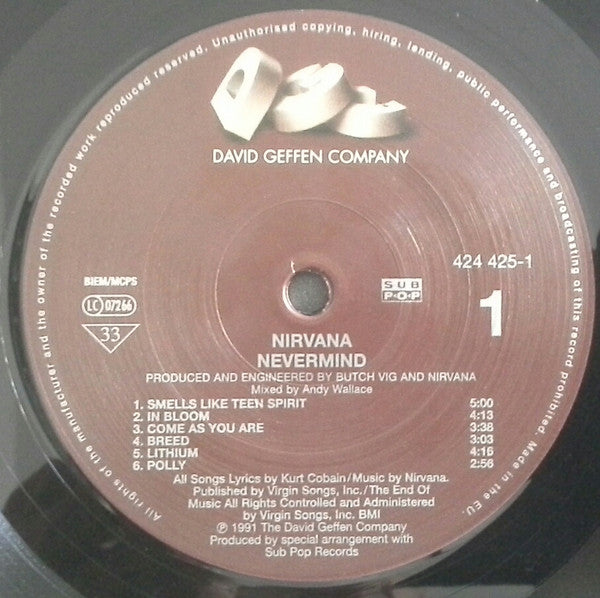 All rights of the manufacturer and the owner of the recorded work reproduced reserved. Unauthorised copying, hiring, lending, public performance and broadcasting of this record prohibited. Made in the EU.
DGC
DAVID GEFFEN COMPANY
424 425-1
BIEM/MCPS
SUB
POP
LC 07266
1
33
NIRVANA
NEVERMIND
PRODUCED AND ENGINEERED BY BUTCH VIG AND NIRVANA
Mixed by Andy Wallace
1. SMELLS LIKE TEEN SPIRIT 5:00
2. IN BLOOM 4:13
3. COME AS YOU ARE 3:38
4. BREED 3:03
5. LITHIUM 4:16
6. POLLY 2:56
All Songs Lyrics by Kurt Cobain/Music by Nirvana.
Published by Virgin Songs, Inc./The End Of
Music All Rights Controlled and Administered
by Virgin Songs, Inc. BMI
℗ 1991 The David Geffen Company
Produced by special arrangement with
Sub Pop Records